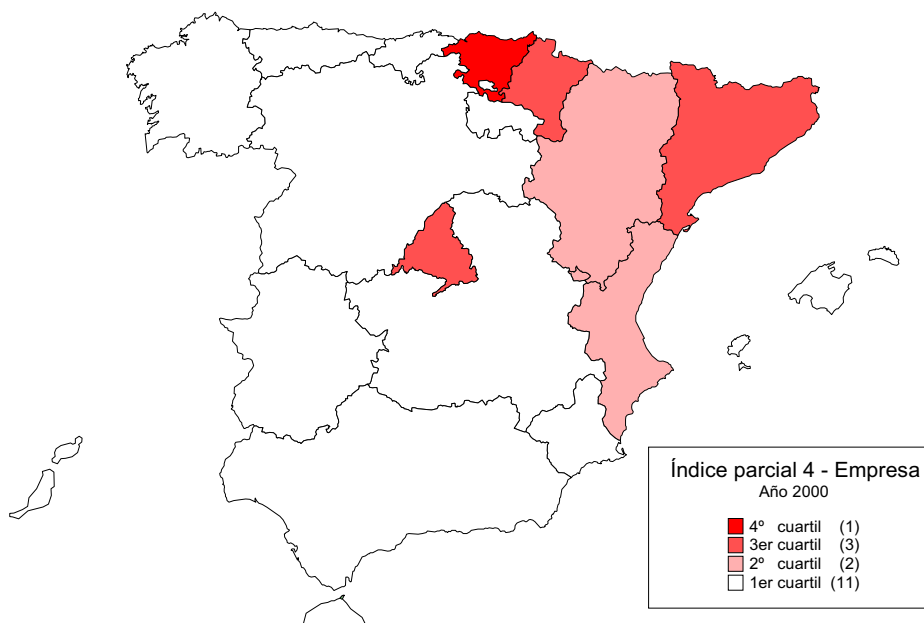 Índice parcial 4 - Empresa
Año 2000
4º cuartil (1)
3er cuartil (3)
2º cuartil (2)
1er cuartil (11)